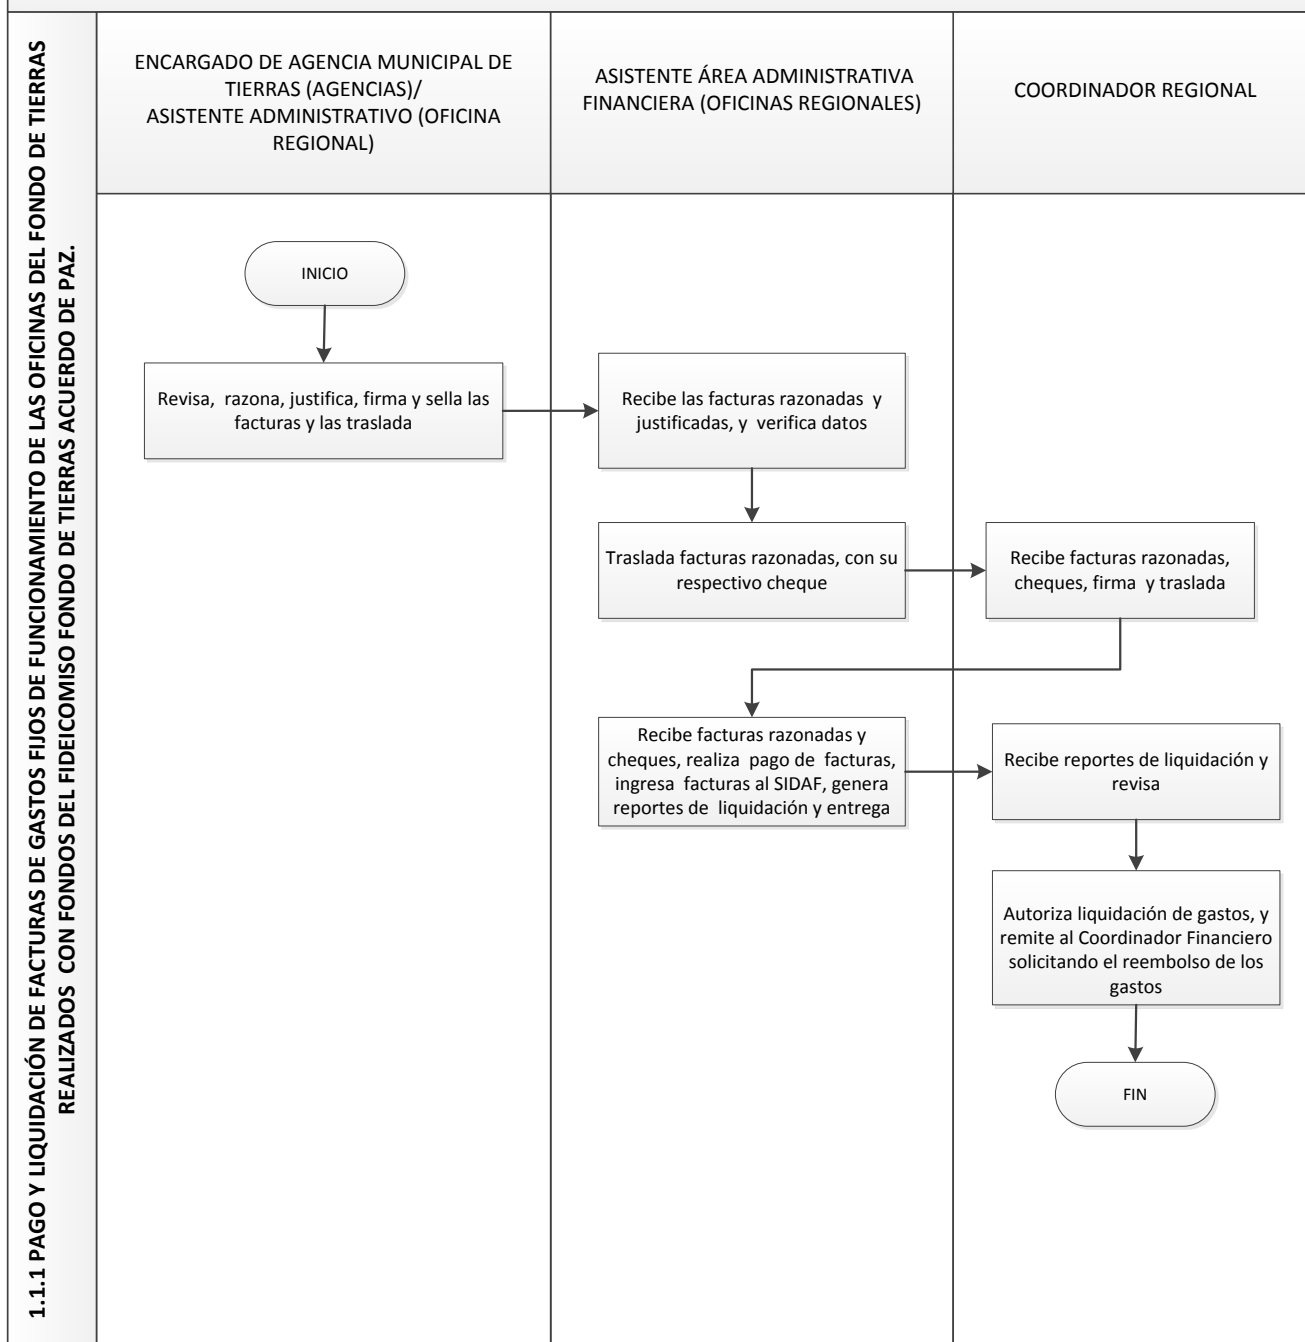 1.1.1 PAGO Y LIQUIDACIÓN DE FACTURAS DE GASTOS FIJOS DE FUNCIONAMIENTO DE LAS OFICINAS DEL FONDO DE TIERRAS
REALIZADOS CON FONDOS DEL FIDEICOMISO FONDO DE TIERRAS ACUERDO DE PAZ.
ENCARGADO DE AGENCIA MUNICIPAL DE
TIERRAS (AGENCIAS)/
ASISTENTE ADMINISTRATIVO (OFICINA
REGIONAL)
ASISTENTE ÁREA ADMINISTRATIVA
FINANCIERA (OFICINAS REGIONALES)
COORDINADOR REGIONAL
INICIO
Revisa, razona, justifica, firma y sella las
facturas y las traslada
Recibe las facturas razonadas y
justificadas, y verifica datos
Traslada facturas razonadas, con su
respectivo cheque
Recibe facturas razonadas,
cheques, firma y traslada
Recibe facturas razonadas y
cheques, realiza pago de facturas,
ingresa facturas al SIDAF, genera
reportes de liquidación y entrega
Recibe reportes de liquidación y
revisa
Autoriza liquidación de gastos, y
remite al Coordinador Financiero
solicitando el reembolso de los
gastos
FIN